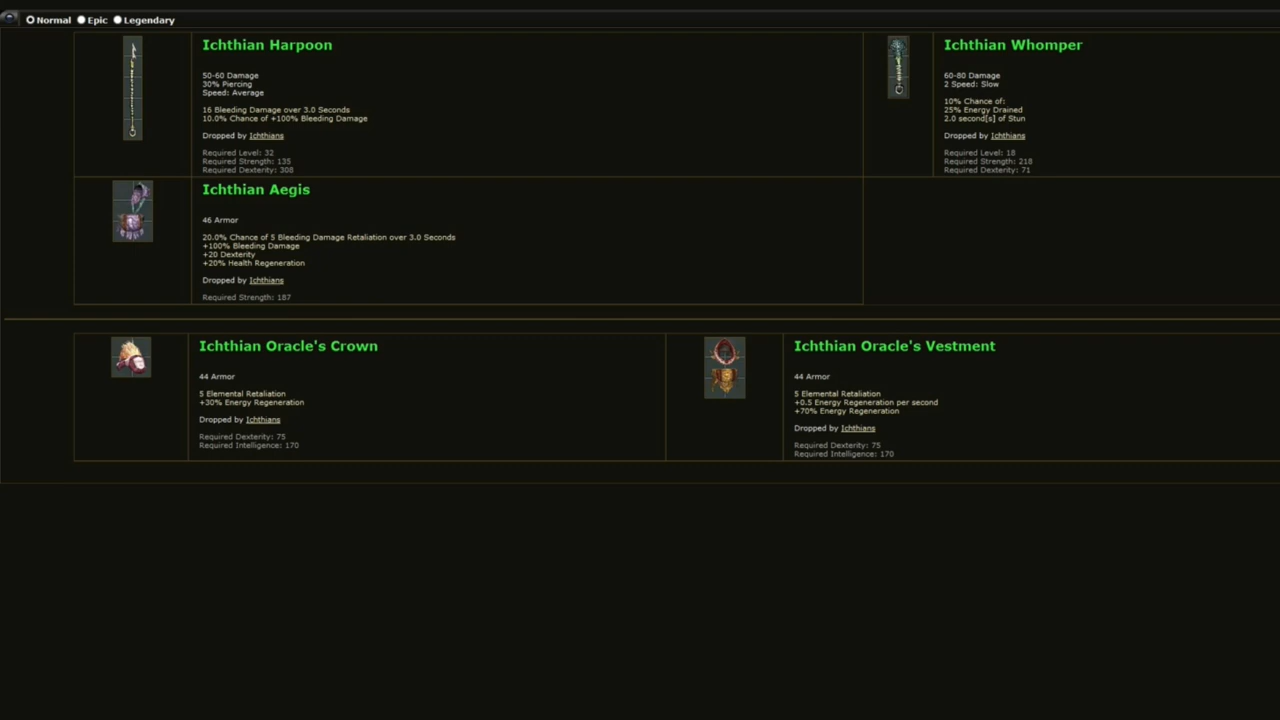 Normal Epic Legendary
Ichthian Harpoon
50-60 Damage
30% Piercing
Speed: Average
16 Bleeding Damage over 3.0 Seconds
10.0% Chance of +100% Bleeding Damage
Dropped by Ichthians
Required Level: 32
Required Strength: 135
Required Dexterity: 308
Ichthian Whomper
60-80 Damage
2 Speed: Slow
10% Chance of:
25% Energy Drained
2.0 second[s] of Stun
Dropped by Ichthians
Required Level: 18
Required Strength: 218
Required Dexterity: 71
Ichthian Aegis
46 Armor
20.0% Chance of 5 Bleeding Damage Retaliation over 3.0 Seconds
+100% Bleeding Damage
+20 Dexterity
+20% Health Regeneration
Dropped by Ichthians
Required Strength: 187
Ichthian Oracle's Crown
44 Armor
5 Elemental Retaliation
+30% Energy Regeneration
Dropped by Ichthians
Required Dexterity: 75
Required Intelligence: 170
Ichthian Oracle's Vestment
44 Armor
5 Elemental Retaliation
+0.5 Energy Regeneration per second
+70% Energy Regeneration
Dropped by Ichthians
Required Dexterity: 75
Required Intelligence: 170